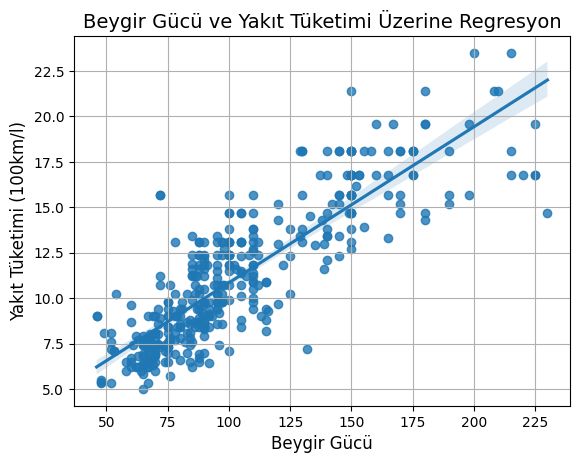 Beygir Gücü ve Yakıt Tüketimi Üzerine Regresyon
22.5
20.0
17.5
15.0
12.5
10.0
7.5
5.0
Yakıt Tüketimi (100km/l)
50 75 100 125 150 175 200 225
Beygir Gücü